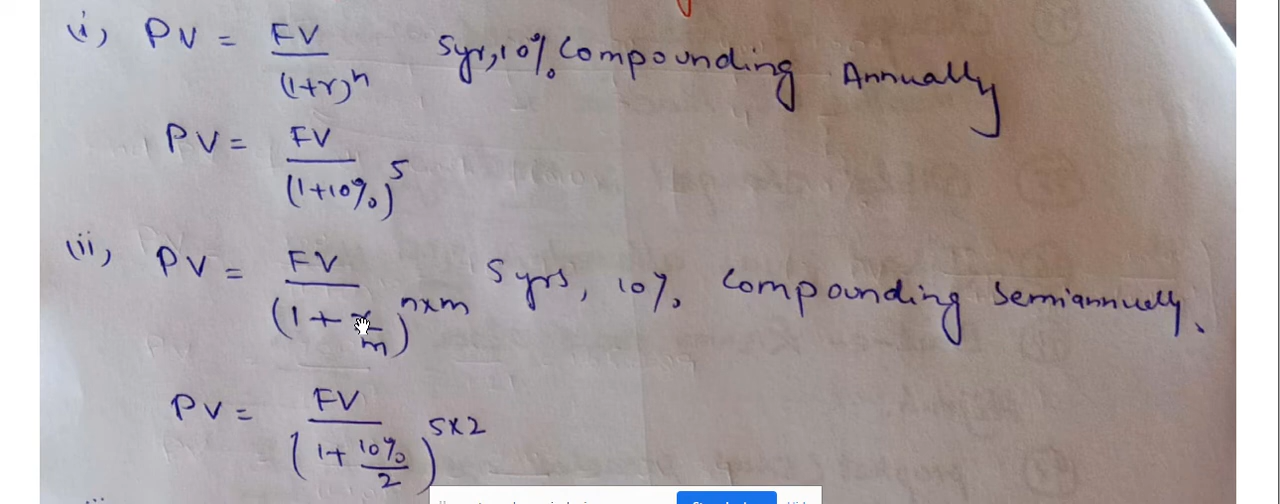 (i), PV = FV / (1+r)^n 5yr, 10% Compounding Annually
PV = FV / (1+10%)^5
(ii), PV = FV / (1 + r/m)^n×m 5 yrs, 10%, Compounding Semiannually.
PV = FV / (1 + 10%/2)^5×2